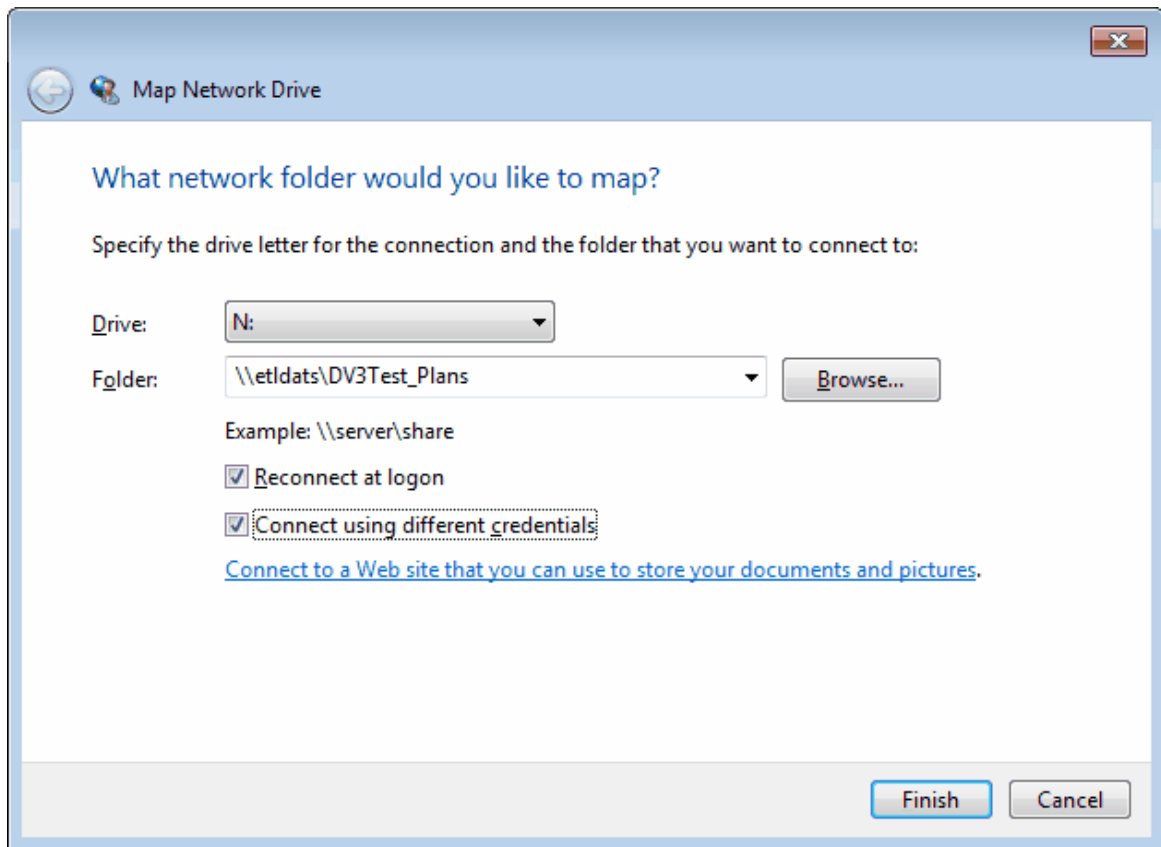 Map Network Drive
What network folder would you like to map?
Specify the drive letter for the connection and the folder that you want to connect to:
Drive: N:
Folder: \\etldats\DV3Test_Plans Browse...
Example: \\server\share
Reconnect at logon
Connect using different credentials
Connect to a Web site that you can use to store your documents and pictures.
Finish Cancel